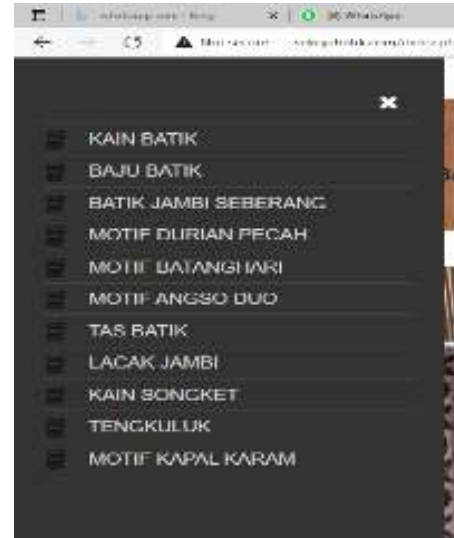 WhatsApp
KAIN BATIK
BAJU BATIK
BATIK JAMBI SEBERANG
MOTIF DURIAN PECAH
MOTIF BATANGHARI
MOTIF ANGSO DUO
TAS BATIK
LACAK JAMBI
KAIN SONGKET
TENGKULUK
MOTIF KAPAL KARAM